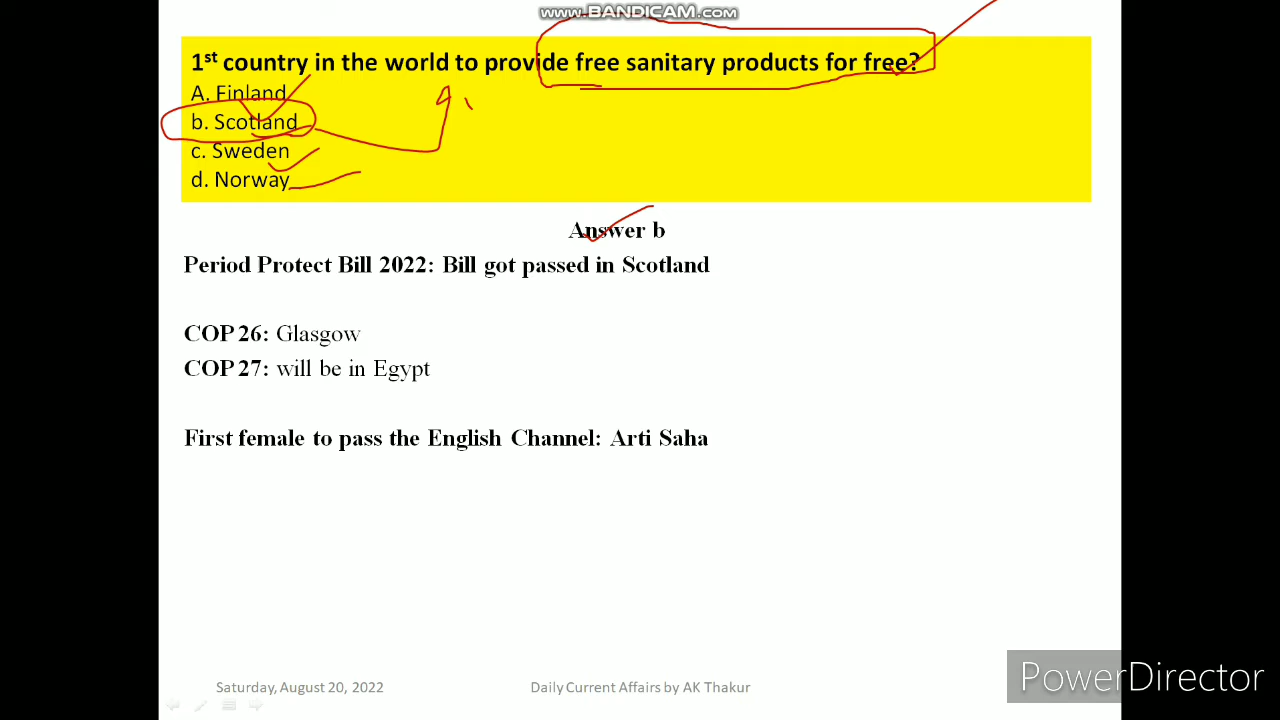 www.BANDICAM.com
1st country in the world to provide free sanitary products for free?
A. Finland
b. Scotland
c. Sweden
d. Norway
Answer b
Period Protect Bill 2022: Bill got passed in Scotland
COP 26: Glasgow
COP 27: will be in Egypt
First female to pass the English Channel: Arti Saha
Saturday, August 20, 2022
Daily Current Affairs by AK Thakur
PowerDirector